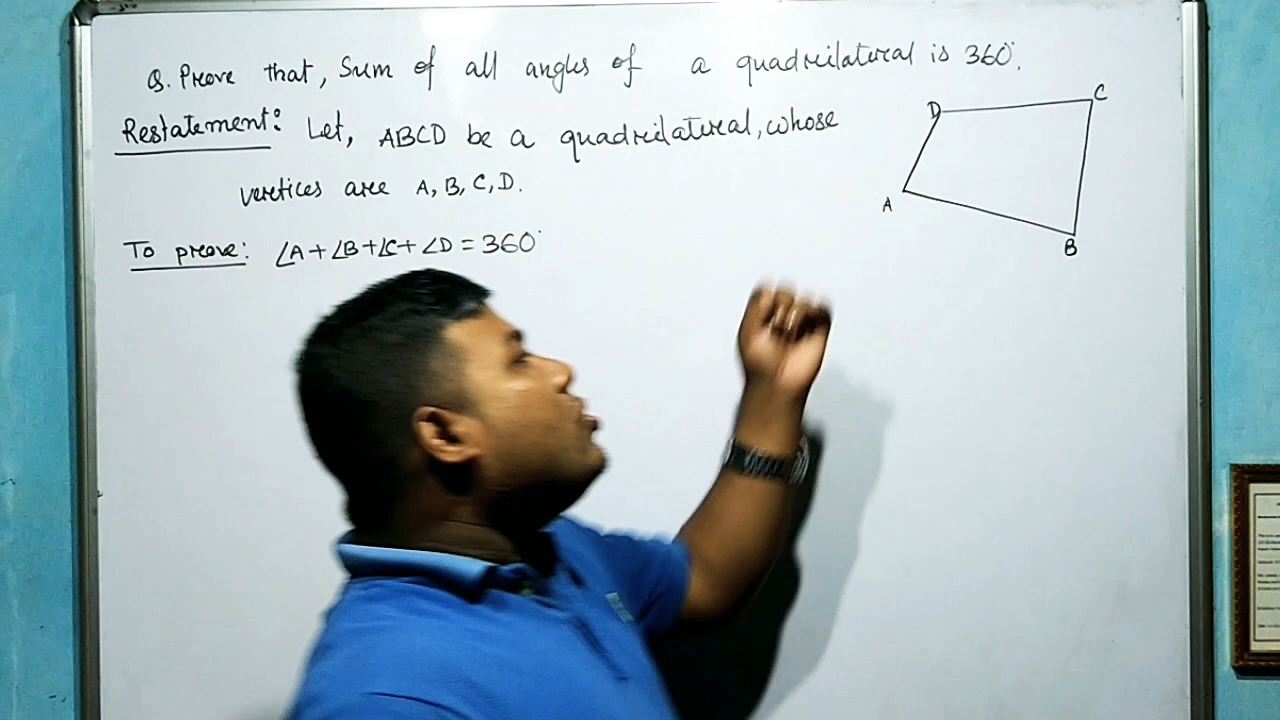 Q. Prove that, Sum of all angles of a quadrilateral is 360°.
Restatement: Let, ABCD be a quadrilateral, whose
vertices are A, B, C, D.
To prove: ∠A+∠B+∠C+∠D = 360°
D
C
A
B